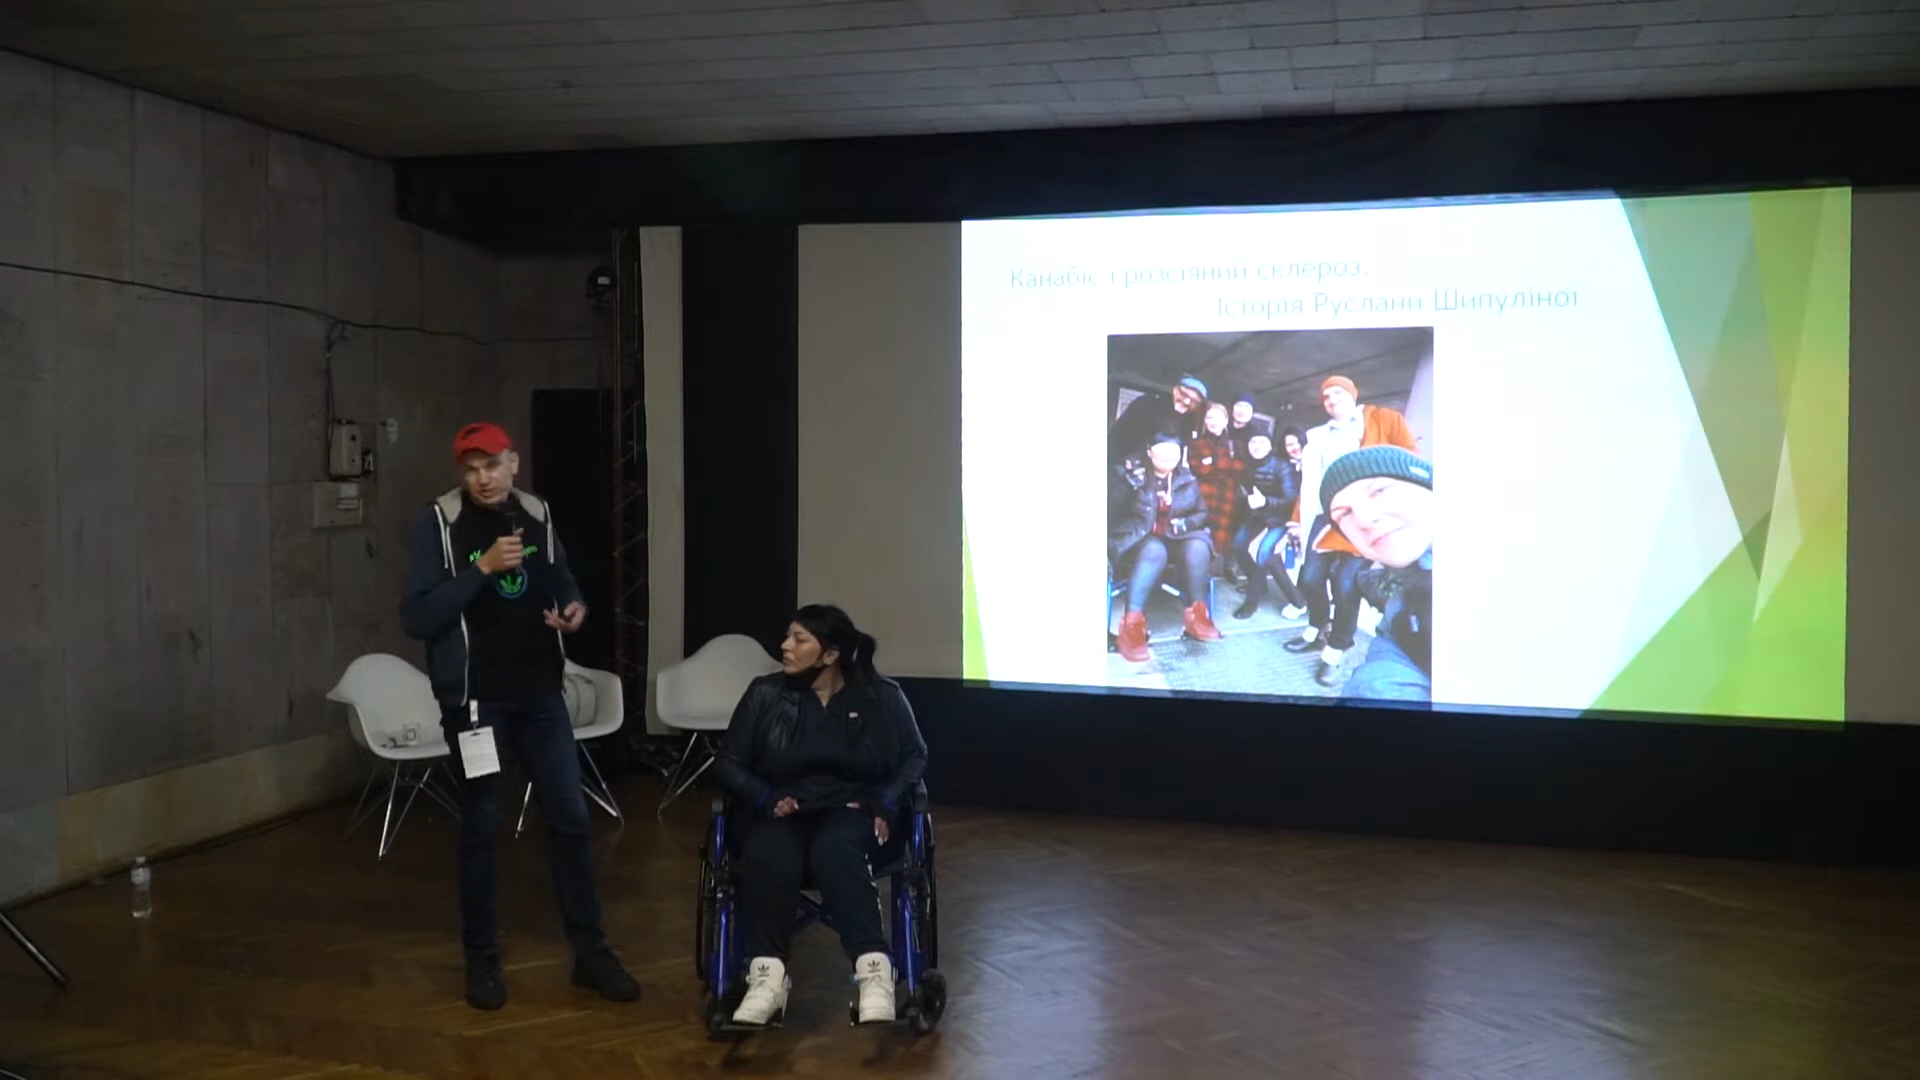 Канабіс і розсіяний склероз.
Історія Руслани Шипуліної